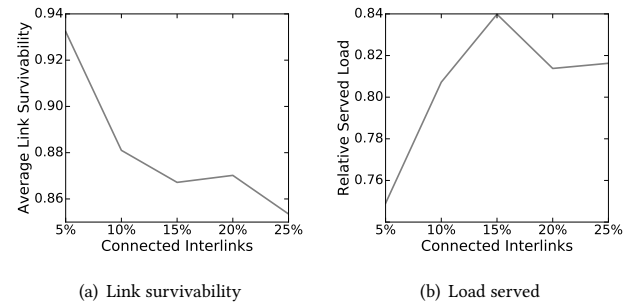 0.94
0.92
0.90
0.88
0.86
Average Link Survivability
5% 10% 15% 20% 25%
Connected Interlinks
(a) Link survivability
0.84
0.82
0.80
0.78
0.76
Relative Served Load
5% 10% 15% 20% 25%
Connected Interlinks
(b) Load served